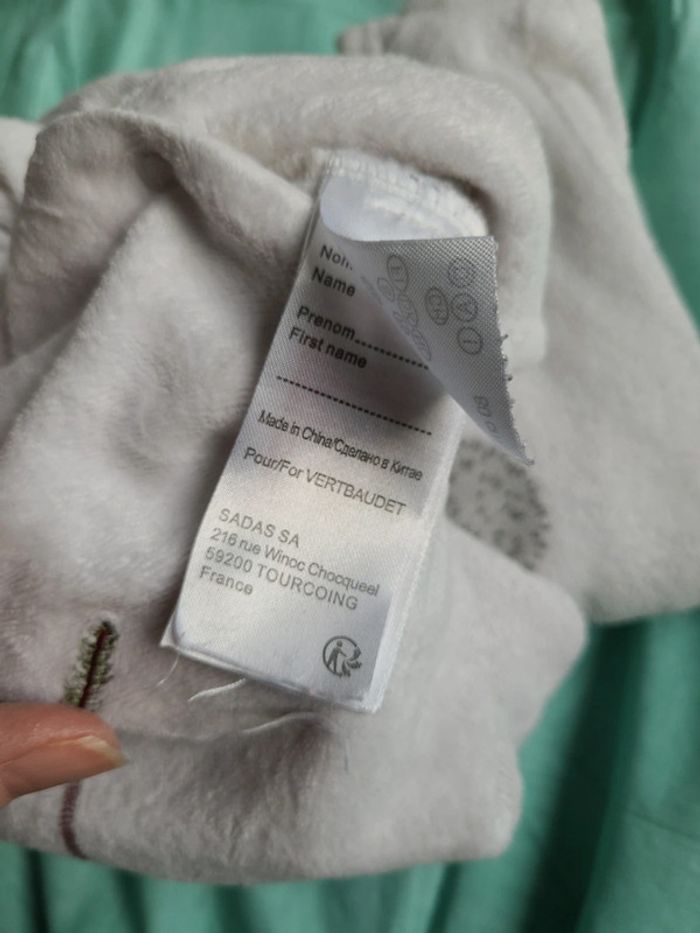 Name
Prenom..............
First name
..............................
Made in China/Сделано в Китае
Pour/For VERTBAUDET
SADAS SA
216 rue Winoc Chocqueel
59200 TOURCOING
France